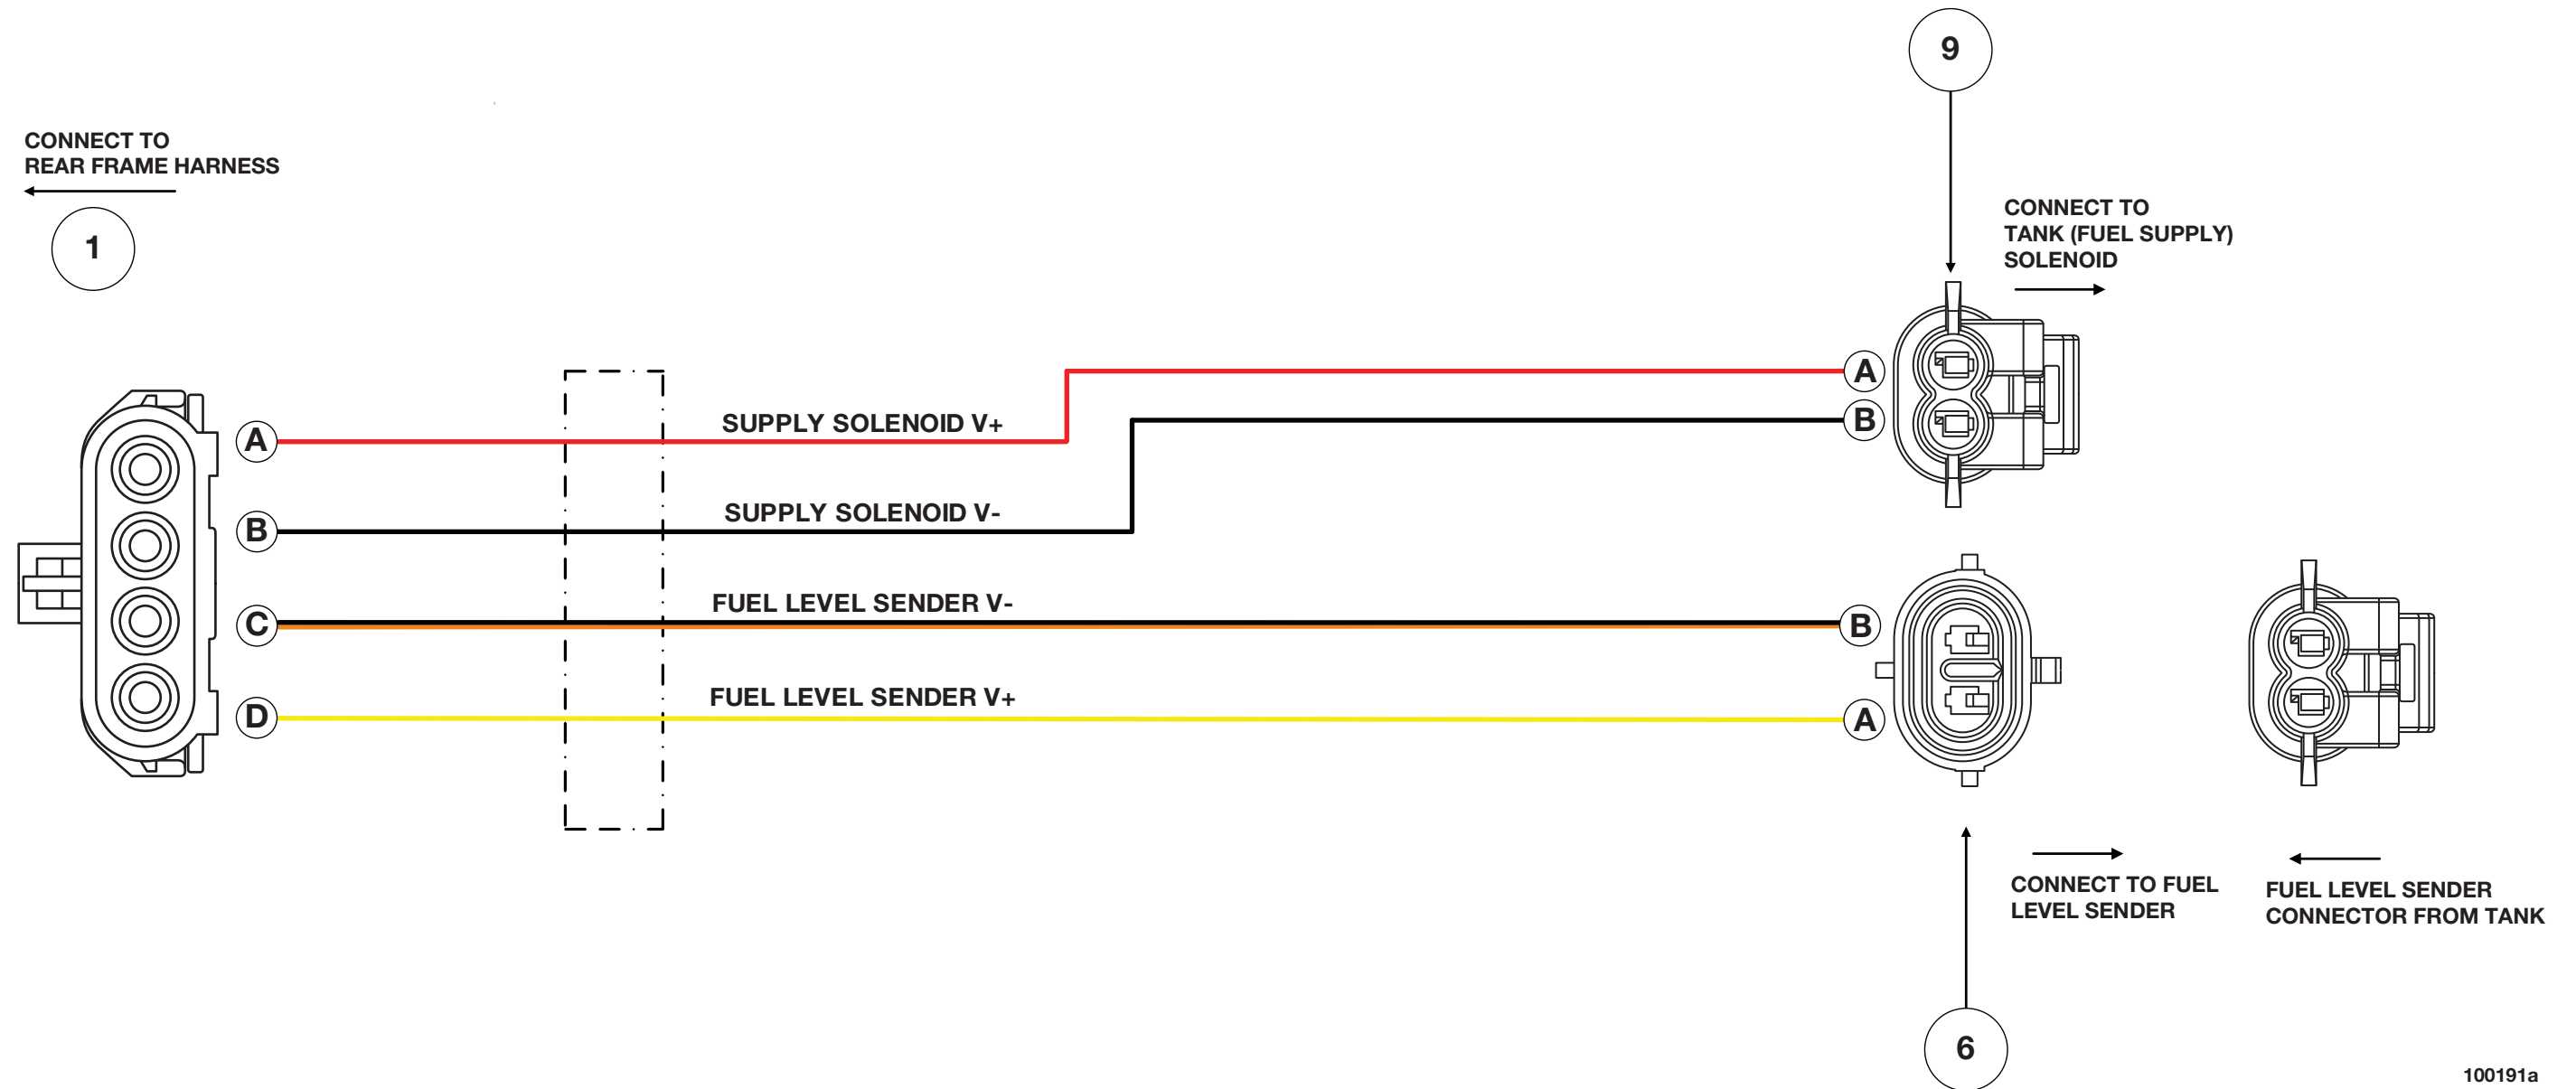 9
CONNECT TO
REAR FRAME HARNESS
1
CONNECT TO
TANK (FUEL SUPPLY)
SOLENOID
A
B
A
SUPPLY SOLENOID V+
B
SUPPLY SOLENOID V-
C
FUEL LEVEL SENDER V-
B
D
FUEL LEVEL SENDER V+
A
CONNECT TO FUEL
LEVEL SENDER
FUEL LEVEL SENDER
CONNECTOR FROM TANK
6
100191a